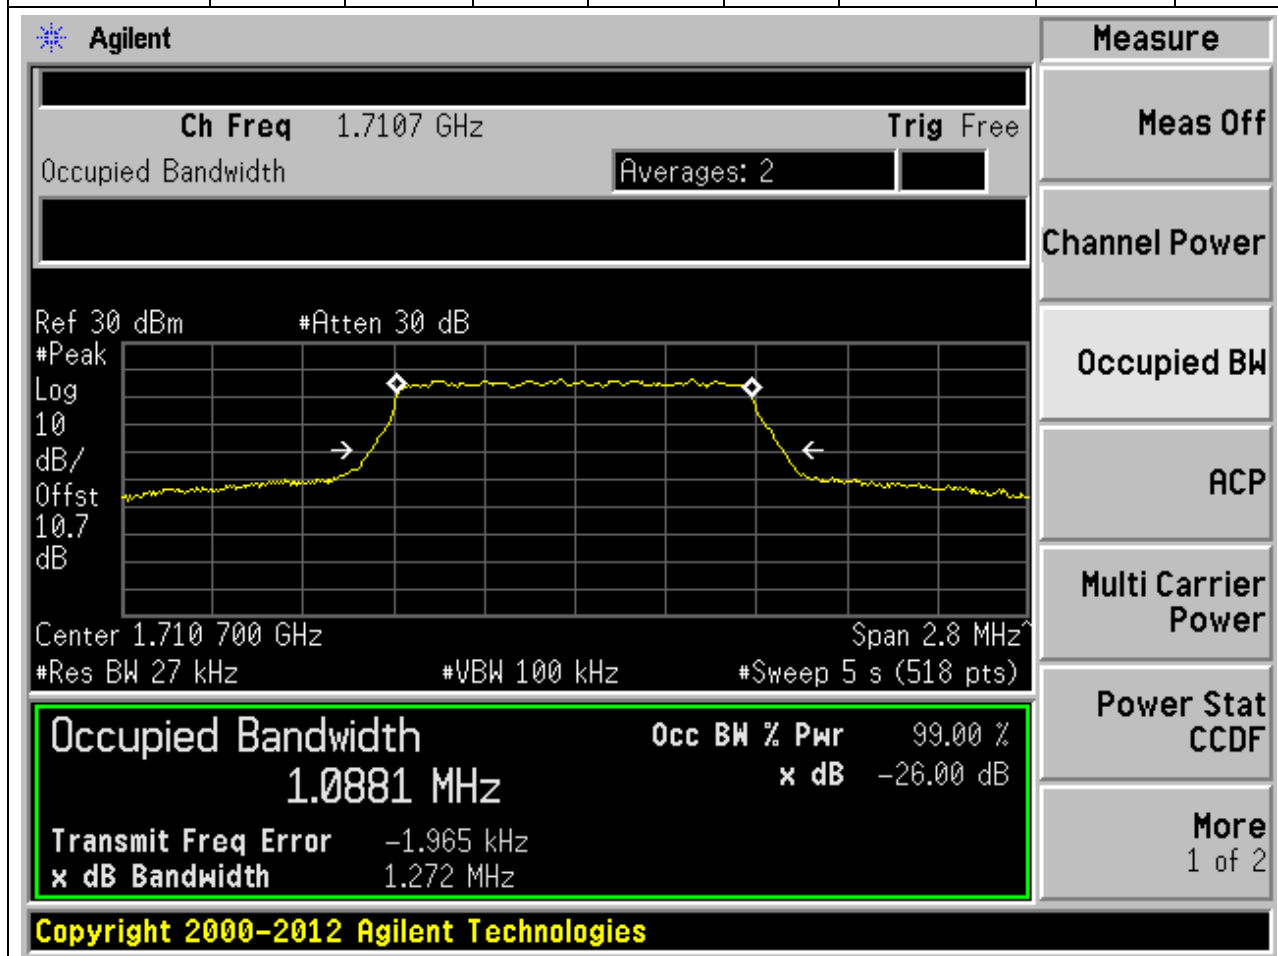 Agilent
Measure
Ch Freq 1.7107 GHz Trig Free
Occupied Bandwidth Averages: 2
Ref 30 dBm #Atten 30 dB
#Peak
Log
10
dB/
Offst
10.7
dB
Center 1.710 700 GHz Span 2.8 MHz^
#Res BW 27 kHz #VBW 100 kHz #Sweep 5 s (518 pts)
Occupied Bandwidth Occ BW % Pwr 99.00 %
1.0881 MHz x dB -26.00 dB
Transmit Freq Error -1.965 kHz
x dB Bandwidth 1.272 MHz
Copyright 2000-2012 Agilent Technologies
Meas Off
Channel Power
Occupied BW
ACP
Multi Carrier
Power
Power Stat
CCDF
More
1 of 2